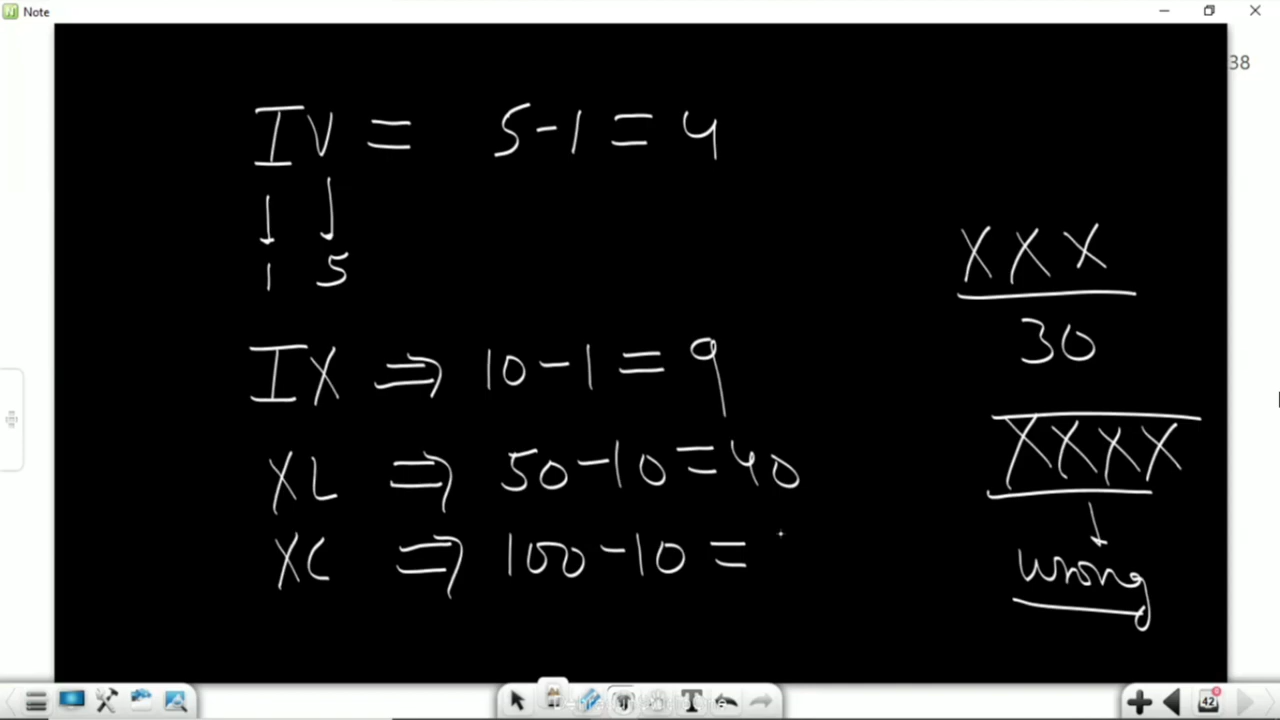 Note
38
IV = 5-1=4
1 5
IX ⇒ 10-1=9
XL ⇒ 50-10=40
XC ⇒ 100-10=
XXX
30
XXXX
wrong
T
42